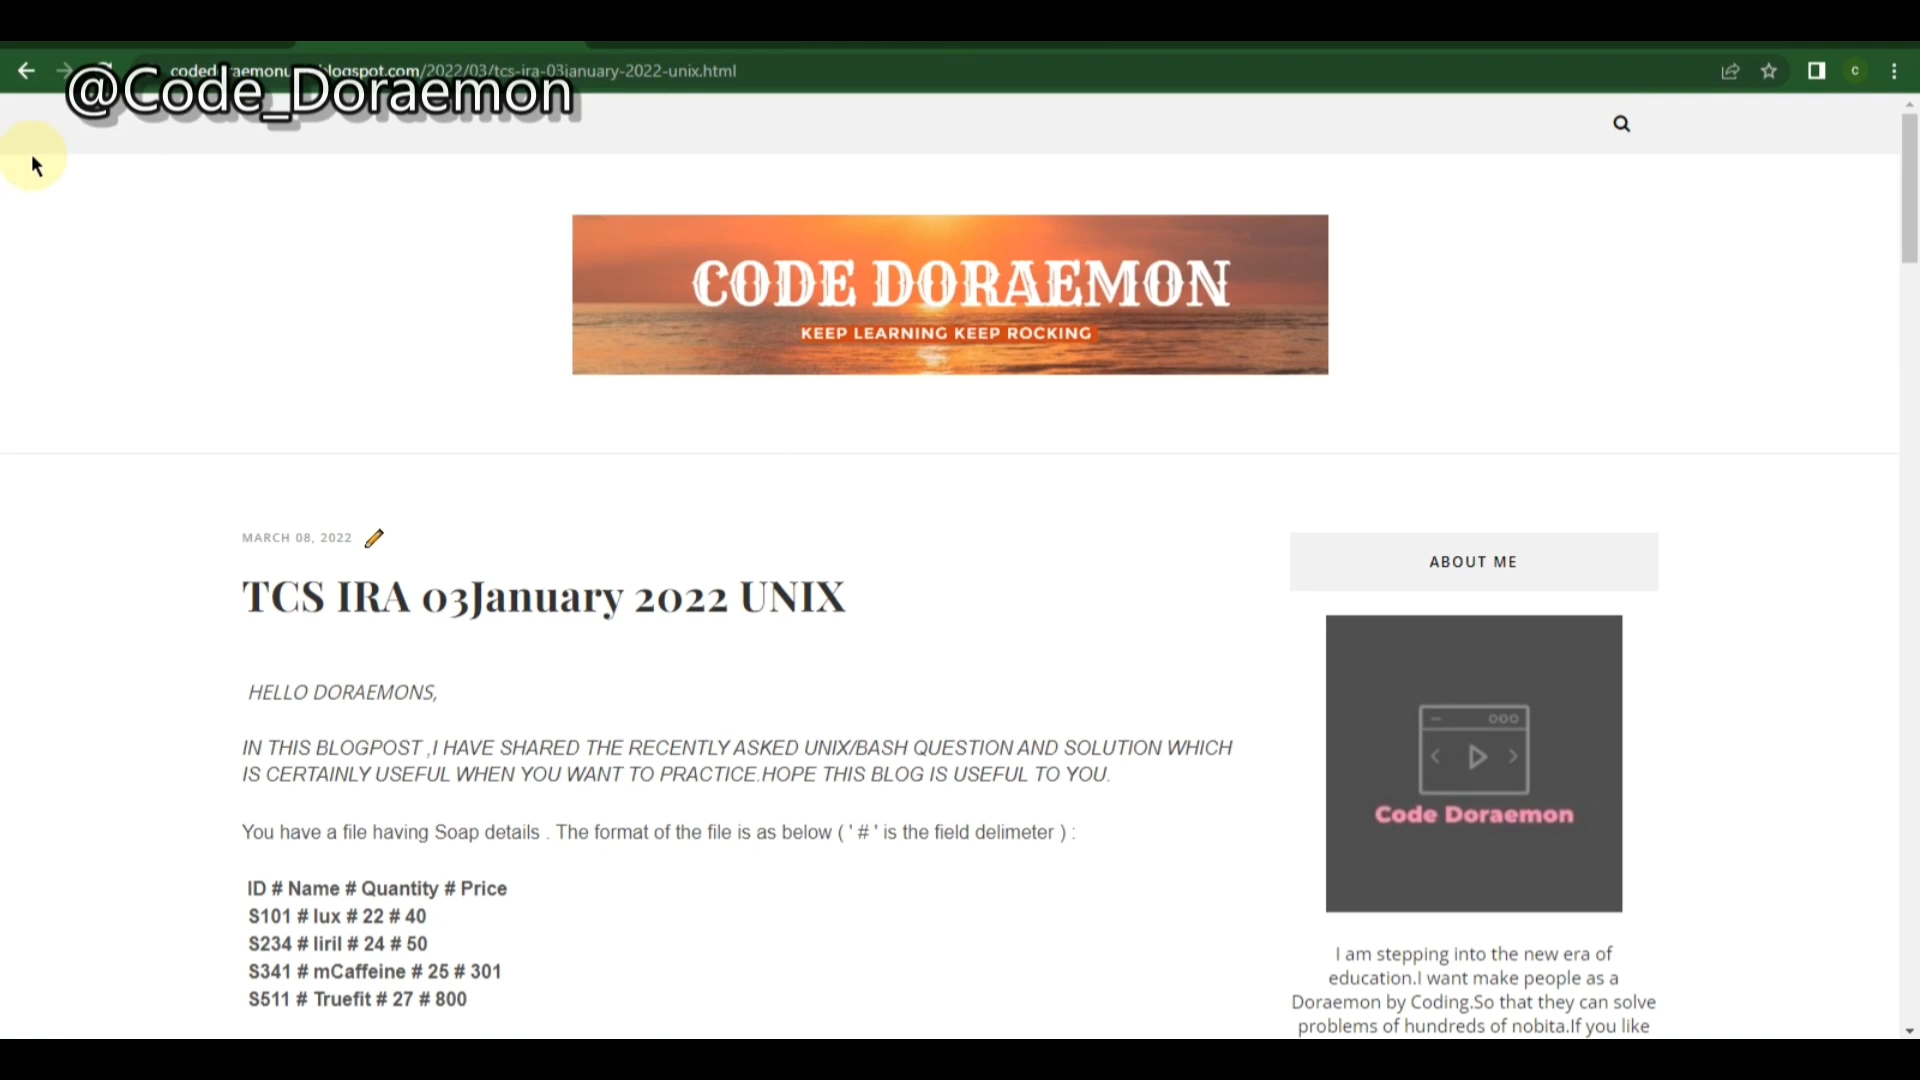 blogspot.com/2022/03/tcs-ira-03january-2022-unix.html
@Code_Doraemon
c
CODE DORAEMON
KEEP LEARNING KEEP ROCKING
MARCH 08, 2022
TCS IRA 03January 2022 UNIX
HELLO DORAEMONS,
IN THIS BLOGPOST ,I HAVE SHARED THE RECENTLY ASKED UNIX/BASH QUESTION AND SOLUTION WHICH
IS CERTAINLY USEFUL WHEN YOU WANT TO PRACTICE.HOPE THIS BLOG IS USEFUL TO YOU.
You have a file having Soap details . The format of the file is as below ( ' # ' is the field delimeter ) :
ID # Name # Quantity # Price
S101 # lux # 22 # 40
S234 # liril # 24 # 50
S341 # mCaffeine # 25 # 301
S511 # Truefit # 27 # 800
ABOUT ME
Code Doraemon
I am stepping into the new era of
education.I want make people as a
Doraemon by Coding.So that they can solve
problems of hundreds of nobita.If you like